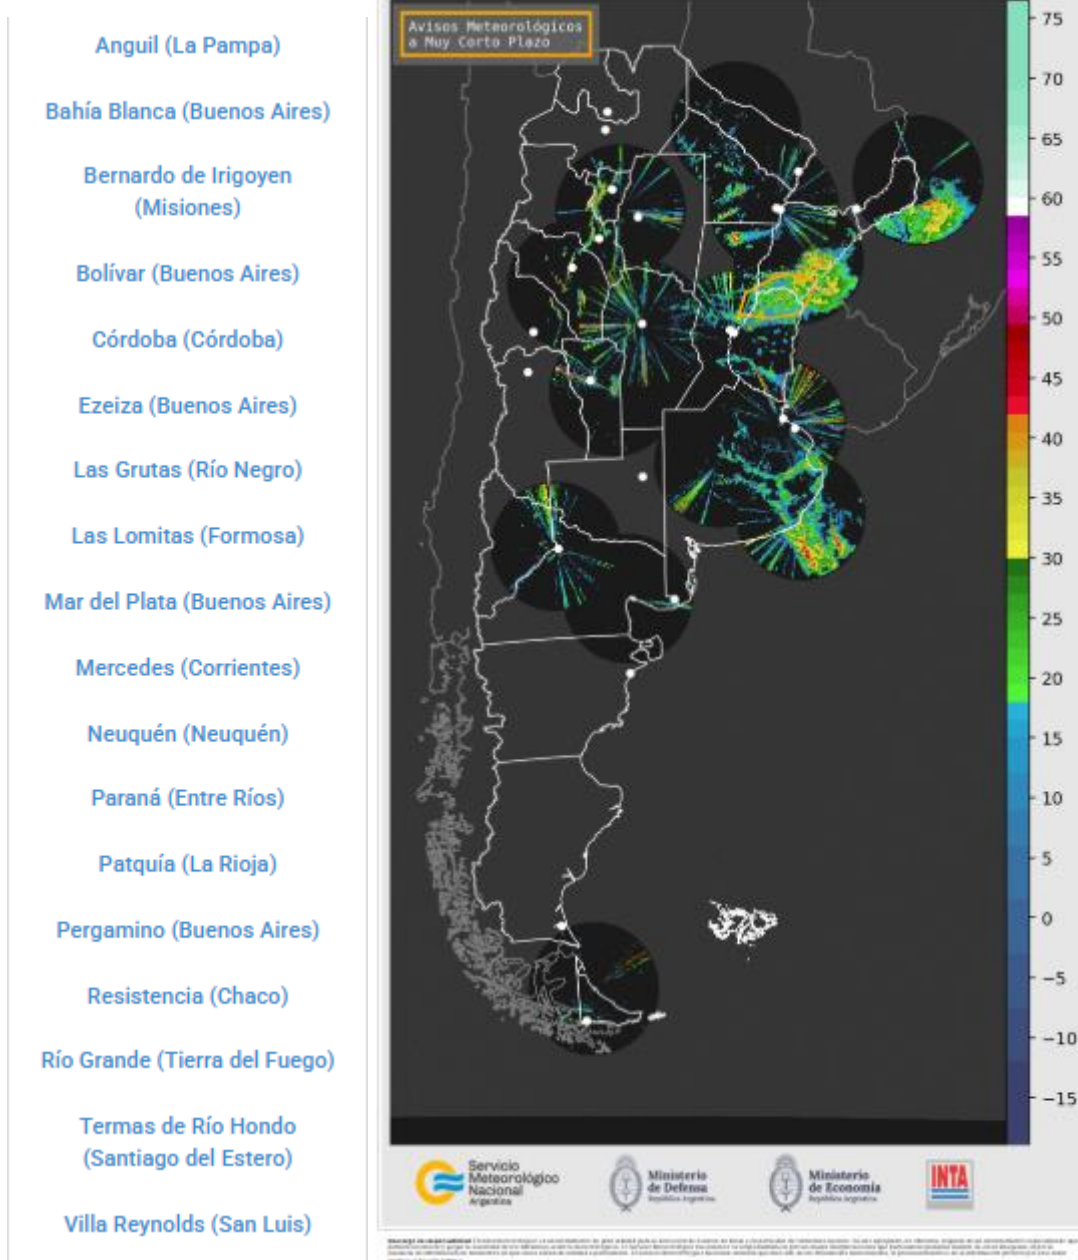 Anguil (La Pampa)
Bahía Blanca (Buenos Aires)
Bernardo de Irigoyen
(Misiones)
Bolívar (Buenos Aires)
Córdoba (Córdoba)
Ezeiza (Buenos Aires)
Las Grutas (Río Negro)
Las Lomitas (Formosa)
Mar del Plata (Buenos Aires)
Mercedes (Corrientes)
Neuquén (Neuquén)
Paraná (Entre Ríos)
Patquía (La Rioja)
Pergamino (Buenos Aires)
Resistencia (Chaco)
Río Grande (Tierra del Fuego)
Termas de Río Hondo
(Santiago del Estero)
Villa Reynolds (San Luis)
Avisos Meteorológicos
a Muy Corto Plazo
75
70
65
60
55
50
45
40
35
30
25
20
15
10
5
0
−5
−10
−15
Servicio
Meteorológico
Nacional
Argentina
Ministerio
de Defensa
República Argentina
Ministerio
de Economía
República Argentina
INTA